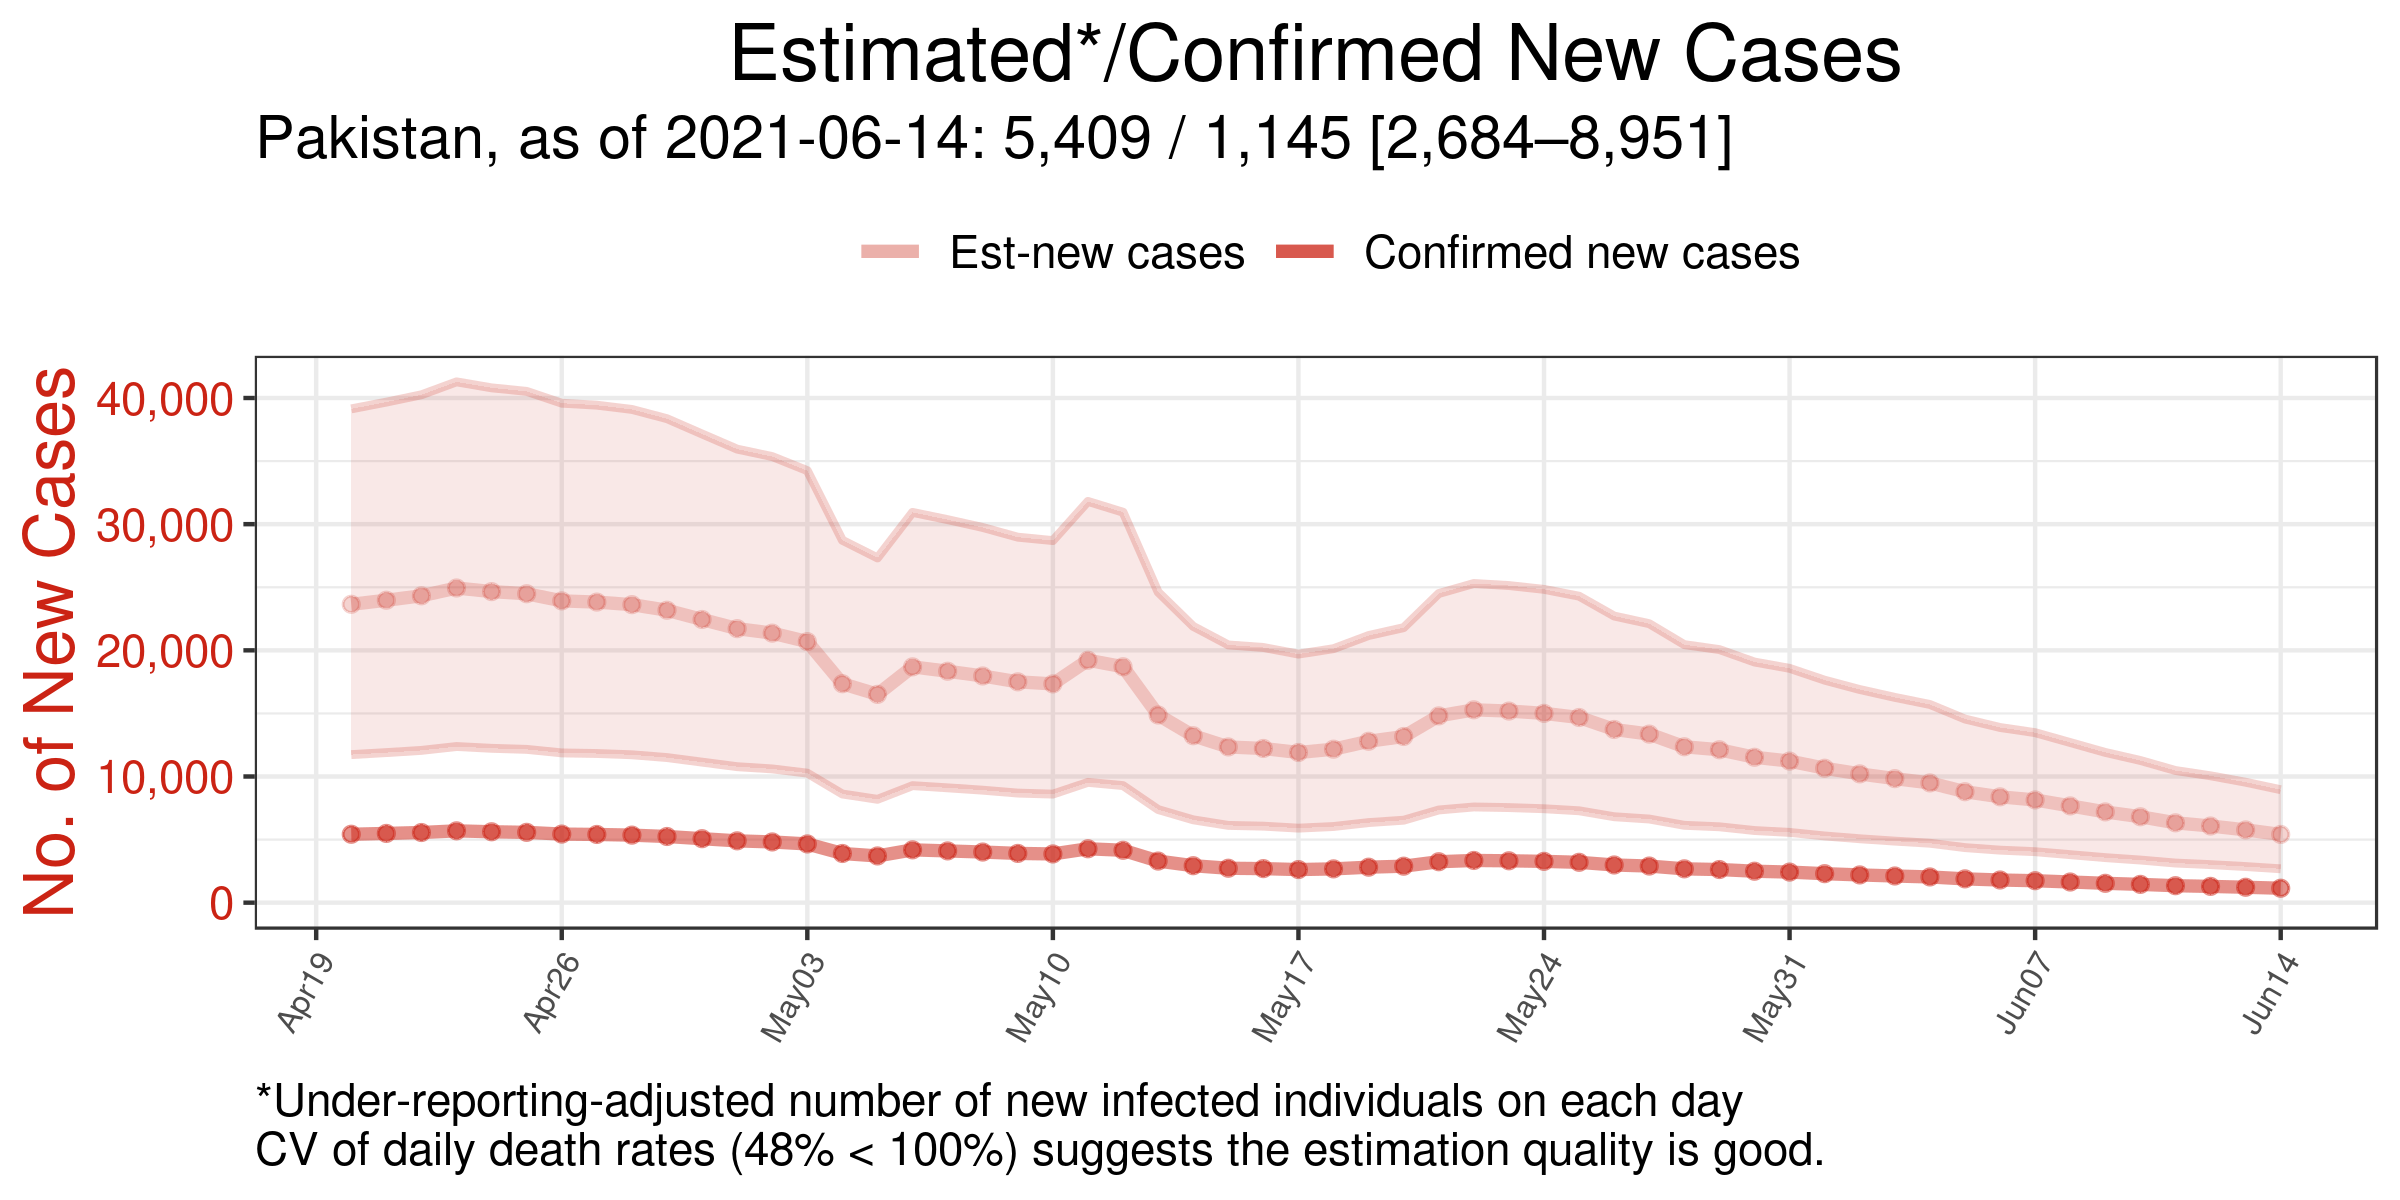 Estimated*/Confirmed New Cases
Pakistan, as of 2021-06-14: 5,409 / 1,145 [2,684–8,951]
Est-new cases Confirmed new cases
No. of New Cases
40,000
30,000
20,000
10,000
0
Apr19 Apr26 May03 May10 May17 May24 May31 Jun07 Jun14
*Under-reporting-adjusted number of new infected individuals on each day
CV of daily death rates (48% < 100%) suggests the estimation quality is good.